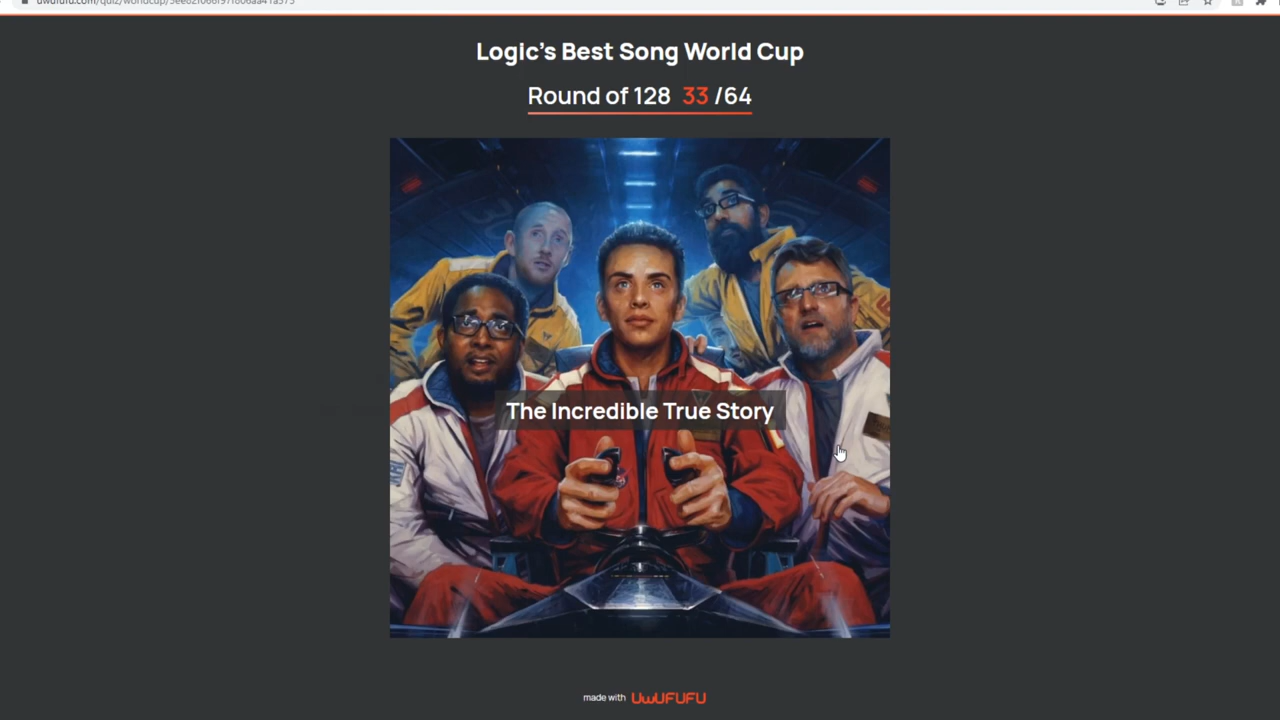 Logic's Best Song World Cup
Round of 128 33 /64
The Incredible True Story
made with UwUFUFU